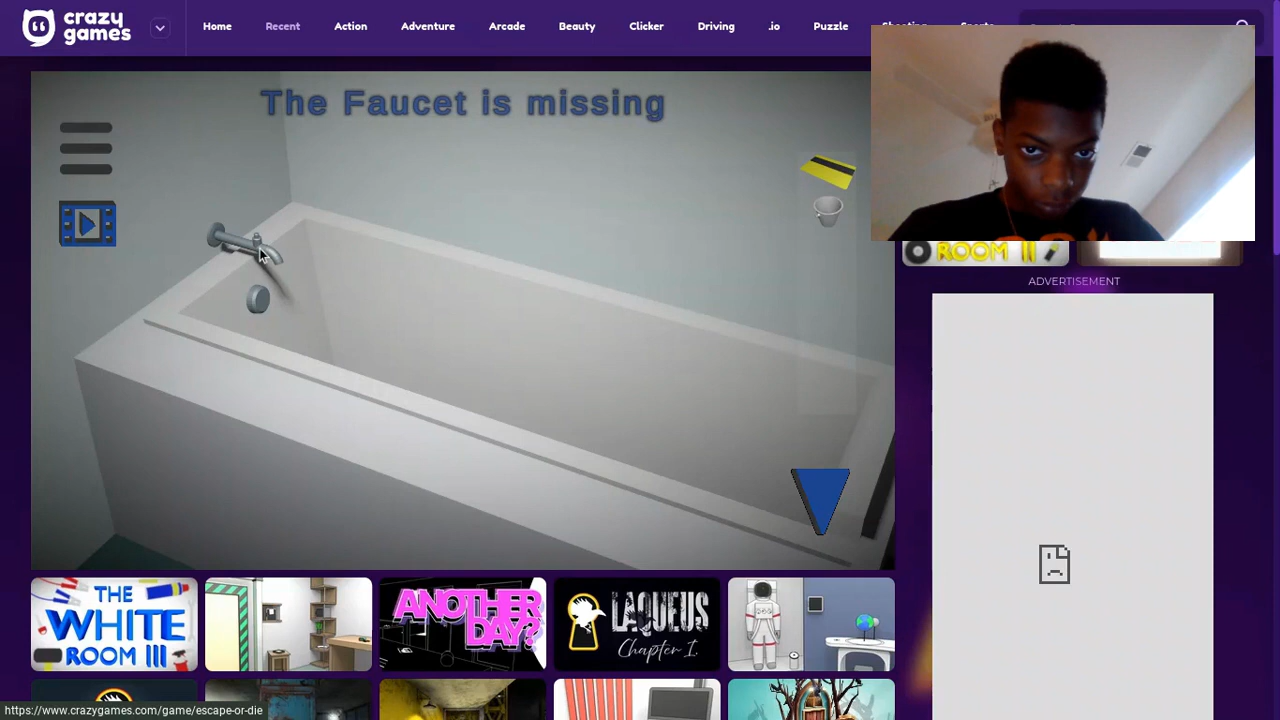 crazy games
Home
Recent
Action
Adventure
Arcade
Beauty
Clicker
Driving
.io
Puzzle
The Faucet is missing
ROOM II
ADVERTISEMENT
THE
WHITE
ROOM III
ANOTHER
DAY?
LAQUEUS
Chapter I.
https://www.crazygames.com/game/escape-or-die